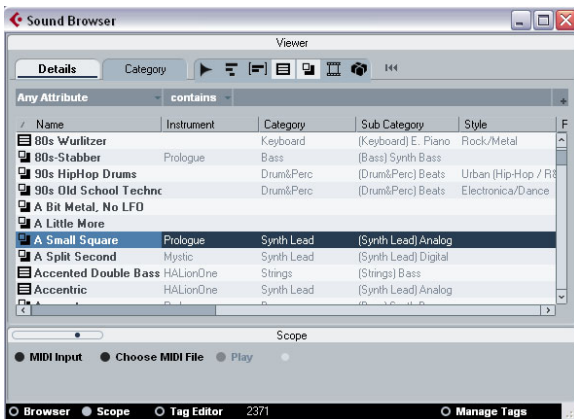 Sound Browser
Viewer
Details Category
Any Attribute contains +
Name Instrument Category Sub Category Style F
80s Wurlitzer Keyboard (Keyboard) E. Piano Rock/Metal
80s-Stabber Prologue Bass (Bass) Synth Bass
90s HipHop Drums Drum&Perc (Drum&Perc) Beats Urban (Hip-Hop / R&
90s Old School Techno Drum&Perc (Drum&Perc) Beats Electronica/Dance
A Bit Metal, No LFO
A Little More
A Small Square Prologue Synth Lead (Synth Lead) Analog
A Split Second Mystic Synth Lead (Synth Lead) Digital
Accented Double Bass HALionOne Strings (Strings) Bass
Accentric HALionOne Synth Lead (Synth Lead) Analog
Scope
MIDI Input Choose MIDI File Play
Browser Scope Tag Editor 2371 Manage Tags